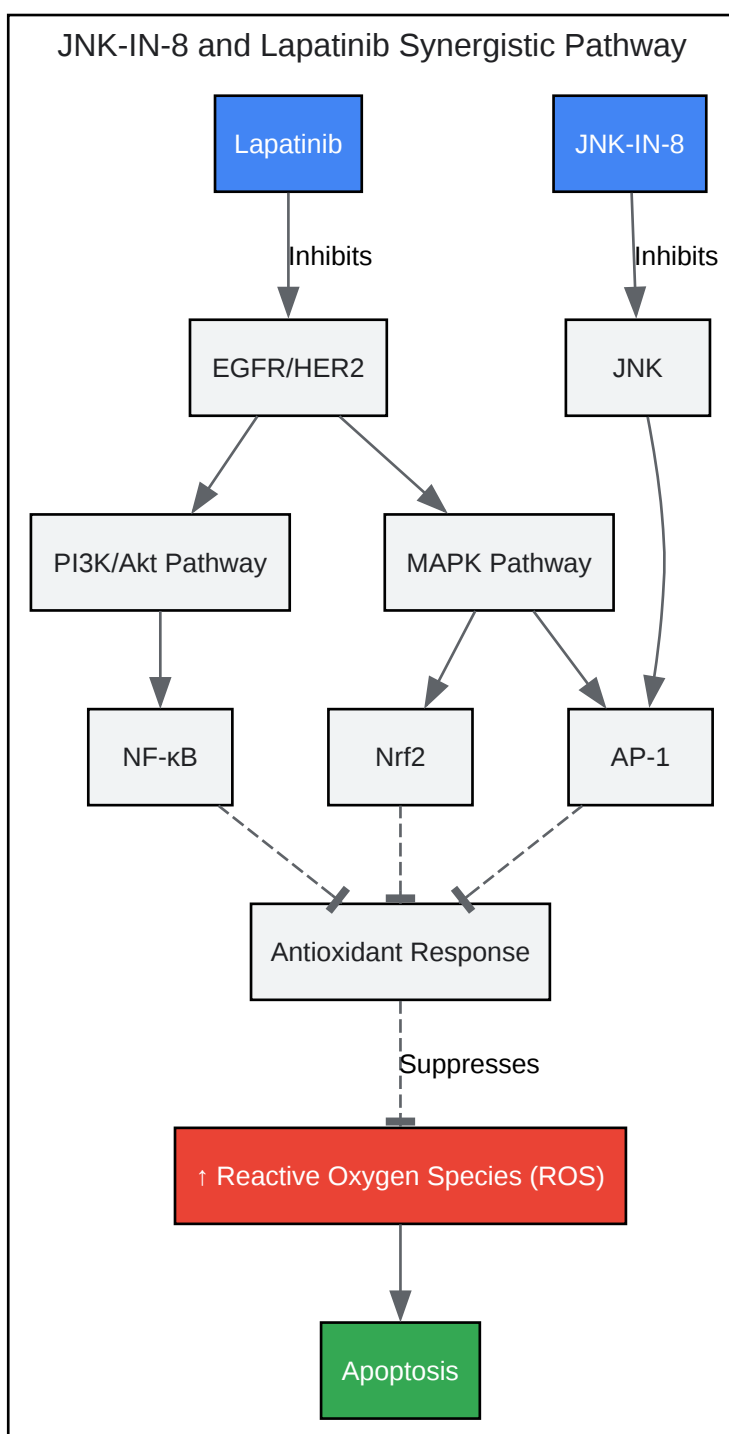 JNK-IN-8 and Lapatinib Synergistic Pathway
Lapatinib
JNK-IN-8
Inhibits
Inhibits
EGFR/HER2
JNK
PI3K/Akt Pathway
MAPK Pathway
NF-κB
Nrf2
AP-1
Antioxidant Response
Suppresses
↑ Reactive Oxygen Species (ROS)
Apoptosis